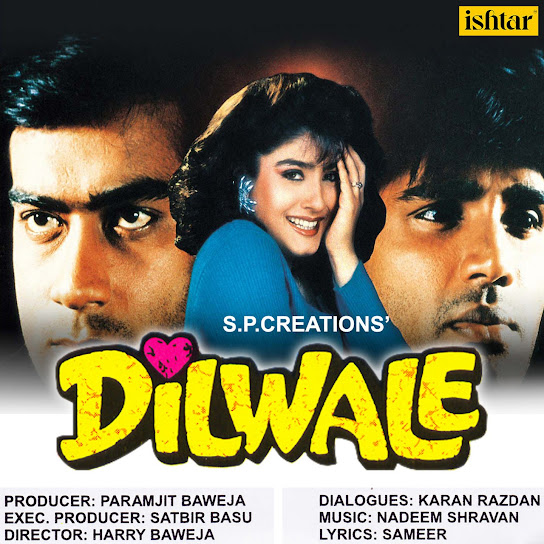 ishtar
S.P.CREATIONS'
DILWALE
PRODUCER: PARAMJIT BAWEJA
EXEC. PRODUCER: SATBIR BASU
DIRECTOR: HARRY BAWEJA
DIALOGUES: KARAN RAZDAN
MUSIC: NADEEM SHRAVAN
LYRICS: SAMEER